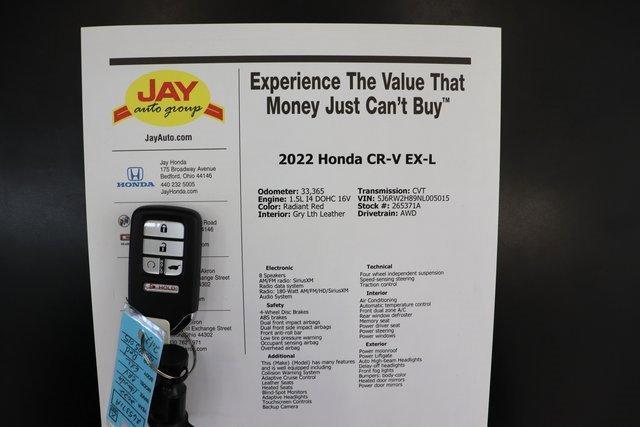 JAY
auto group
JayAuto.com
Experience The Value That
Money Just Can't Buy™
2022 Honda CR-V EX-L
HONDA
Jay Honda
175 Broadway Avenue
Bedford, Ohio 44146
440 232 5005
JayHonda.com
Odometer: 33,365
Engine: 1.5L I4 DOHC 16V
Color: Radiant Red
Interior: Gry Lth Leather
Transmission: CVT
VIN: 5J6RW2H89NL005015
Stock #: 265371A
Drivetrain: AWD
Road
44146
Akron
Exchange Street
44302
Exchange Street
Ohio 44302
HOLD
Electronic
8 Speakers
AM/FM radio: SiriusXM
Radio data system
Radio: 180-Watt AM/FM/HD/SiriusXM
Audio System
Safety
4-Wheel Disc Brakes
ABS brakes
Dual front impact airbags
Dual front side impact airbags
Front anti-roll bar
Low tire pressure warning
Occupant sensing airbag
Overhead airbag
Additional
This {Make} {Model} has many features
and is well equipped including
Collision Warning System
Adaptive Cruise Control
Leather Seats
Heated Seats
Blind-Spot Monitors
Adaptive Headlights
Touchscreen Controls
Backup Camera
Technical
Four wheel independent suspension
Speed-sensing steering
Traction control
Interior
Air Conditioning
Automatic temperature control
Front dual zone A/C
Rear window defroster
Memory seat
Power driver seat
Power steering
Power windows
Exterior
Power moonroof
Power Liftgate
Auto High-beam Headlights
Delay-off headlights
Front fog lights
Bumpers: body-color
Heated door mirrors
Power door mirrors